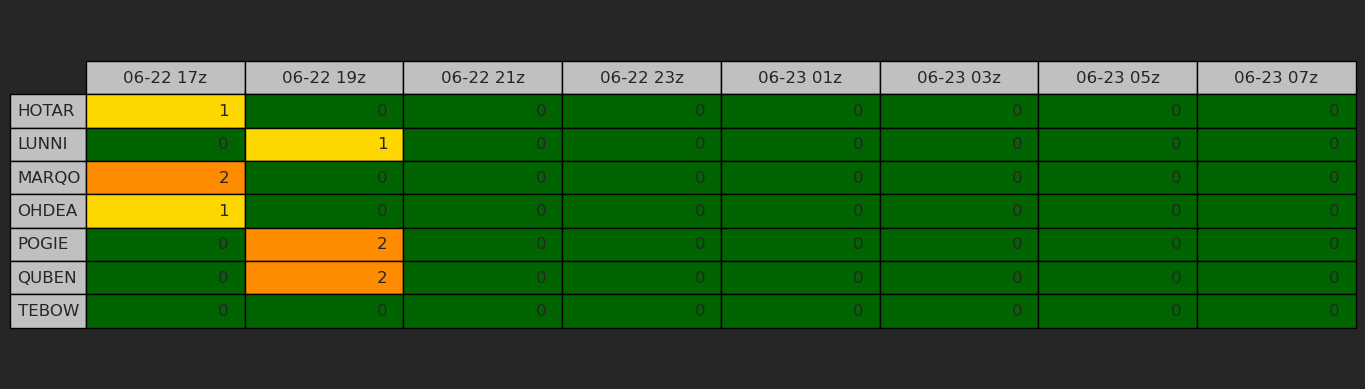 06-22 17z 06-22 19z 06-22 21z 06-22 23z 06-23 01z 06-23 03z 06-23 05z 06-23 07z
HOTAR 1 0 0 0 0 0 0 0
LUNNI 0 1 0 0 0 0 0 0
MARQO 2 0 0 0 0 0 0 0
OHDEA 1 0 0 0 0 0 0 0
POGIE 0 2 0 0 0 0 0 0
QUBEN 0 2 0 0 0 0 0 0
TEBOW 0 0 0 0 0 0 0 0